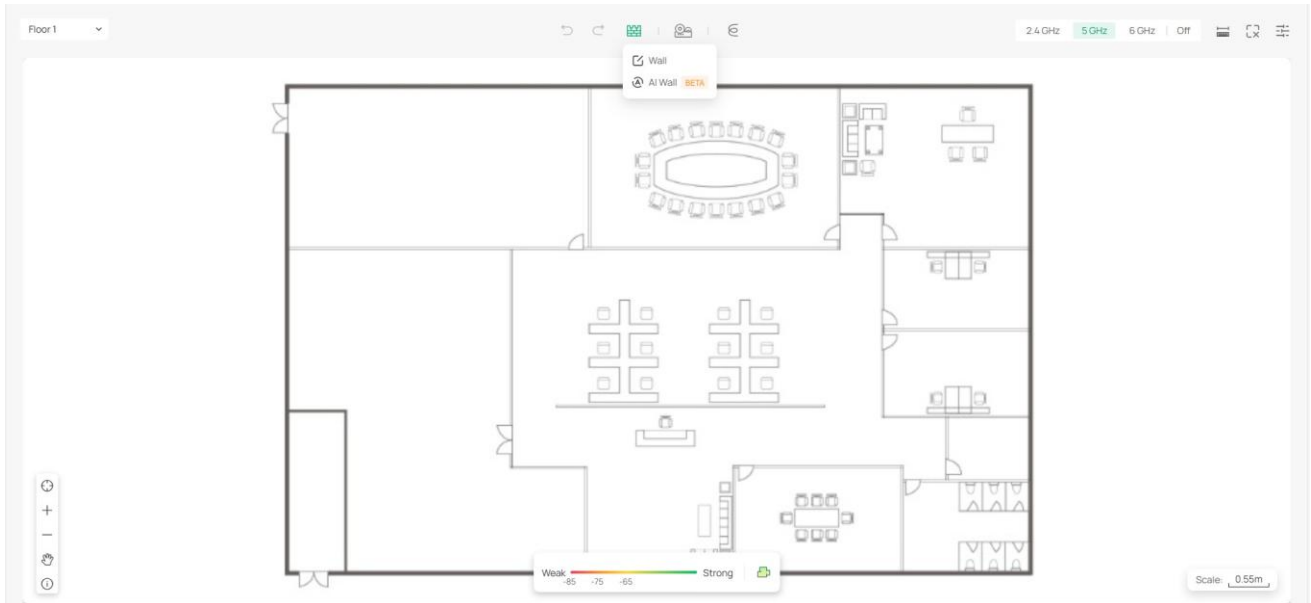 Floor 1
2.4 GHz 5 GHz 6 GHz Off
Wall
AI Wall BETA
Weak Strong
-85 -75 -65
Scale: 0.55m